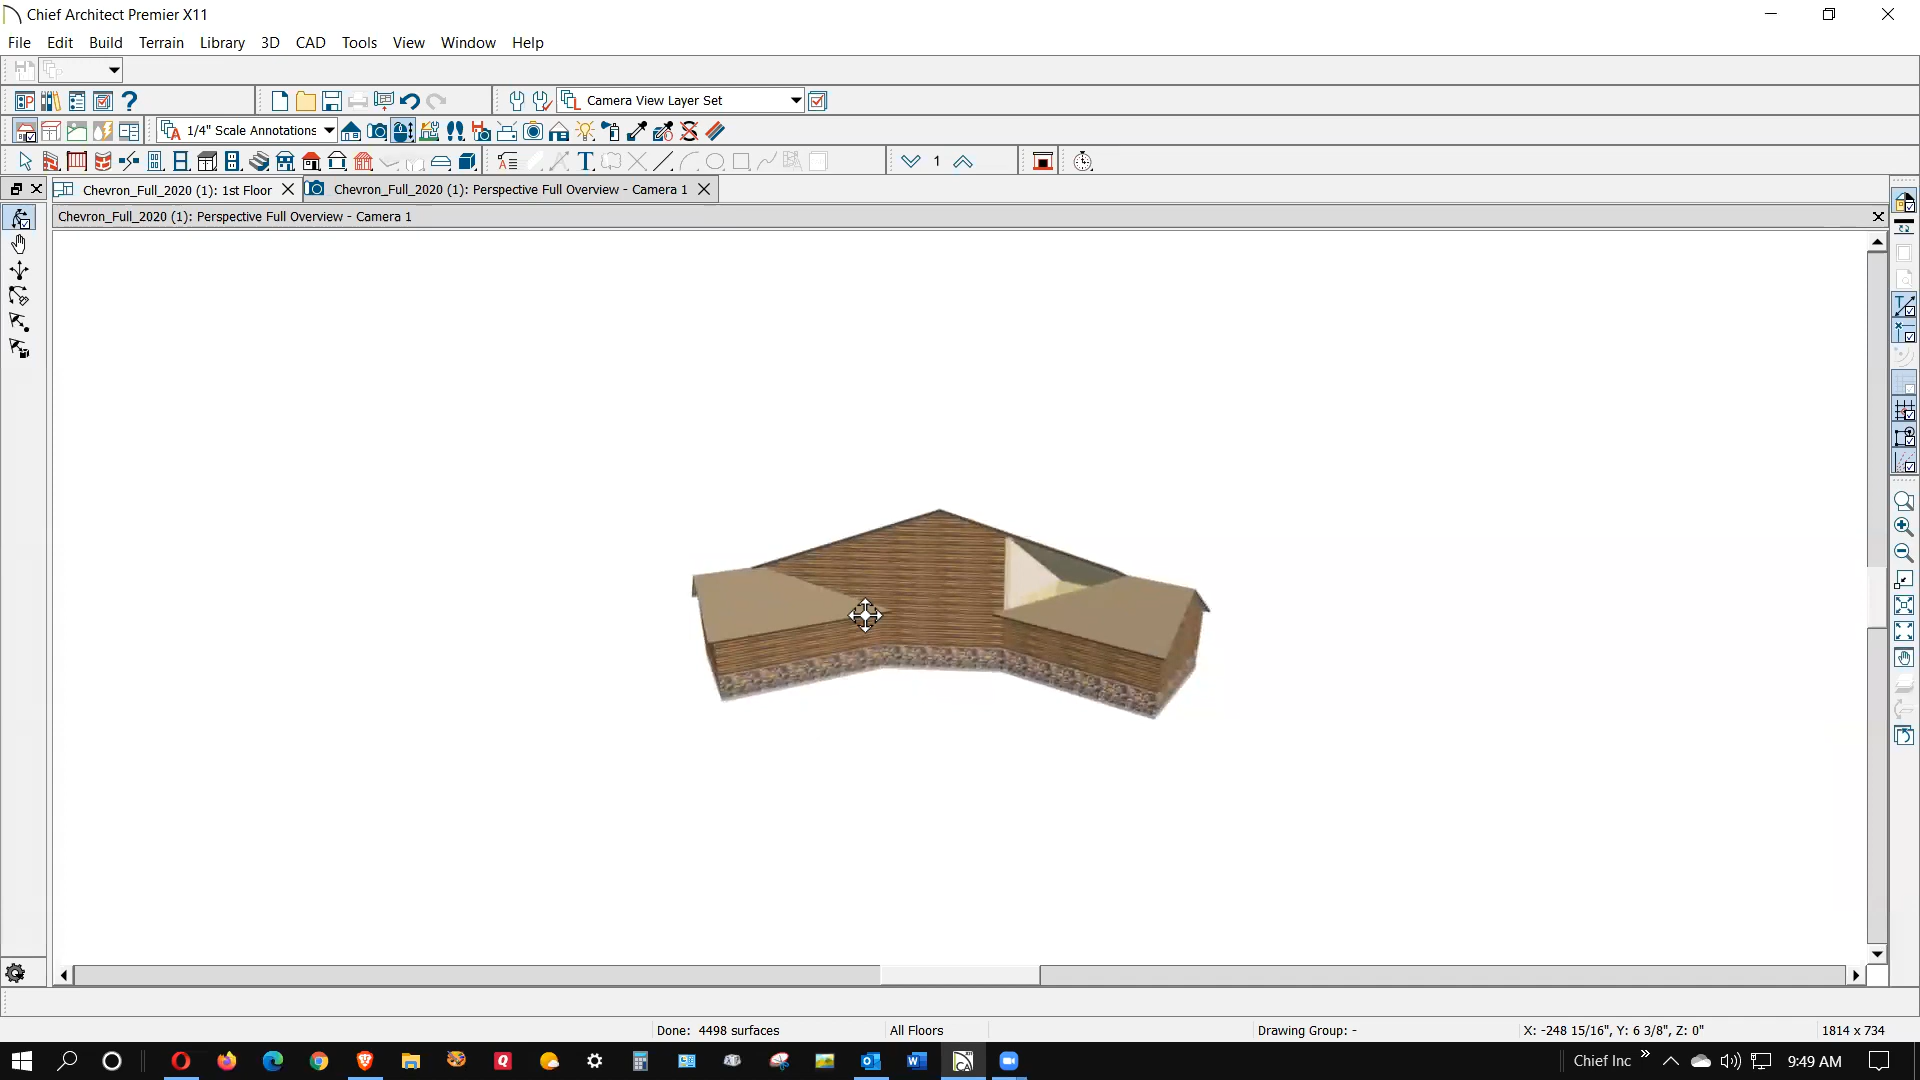 Chief Architect Premier X11
File Edit Build Terrain Library 3D CAD Tools View Window Help
Camera View Layer Set
1/4" Scale Annotations
1
Chevron_Full_2020 (1): 1st Floor
Chevron_Full_2020 (1): Perspective Full Overview - Camera 1
Chevron_Full_2020 (1): Perspective Full Overview - Camera 1
Done: 4498 surfaces
All Floors
Drawing Group: -
X: -248 15/16", Y: 6 3/8", Z: 0"
1814 x 734
Chief Inc
9:49 AM